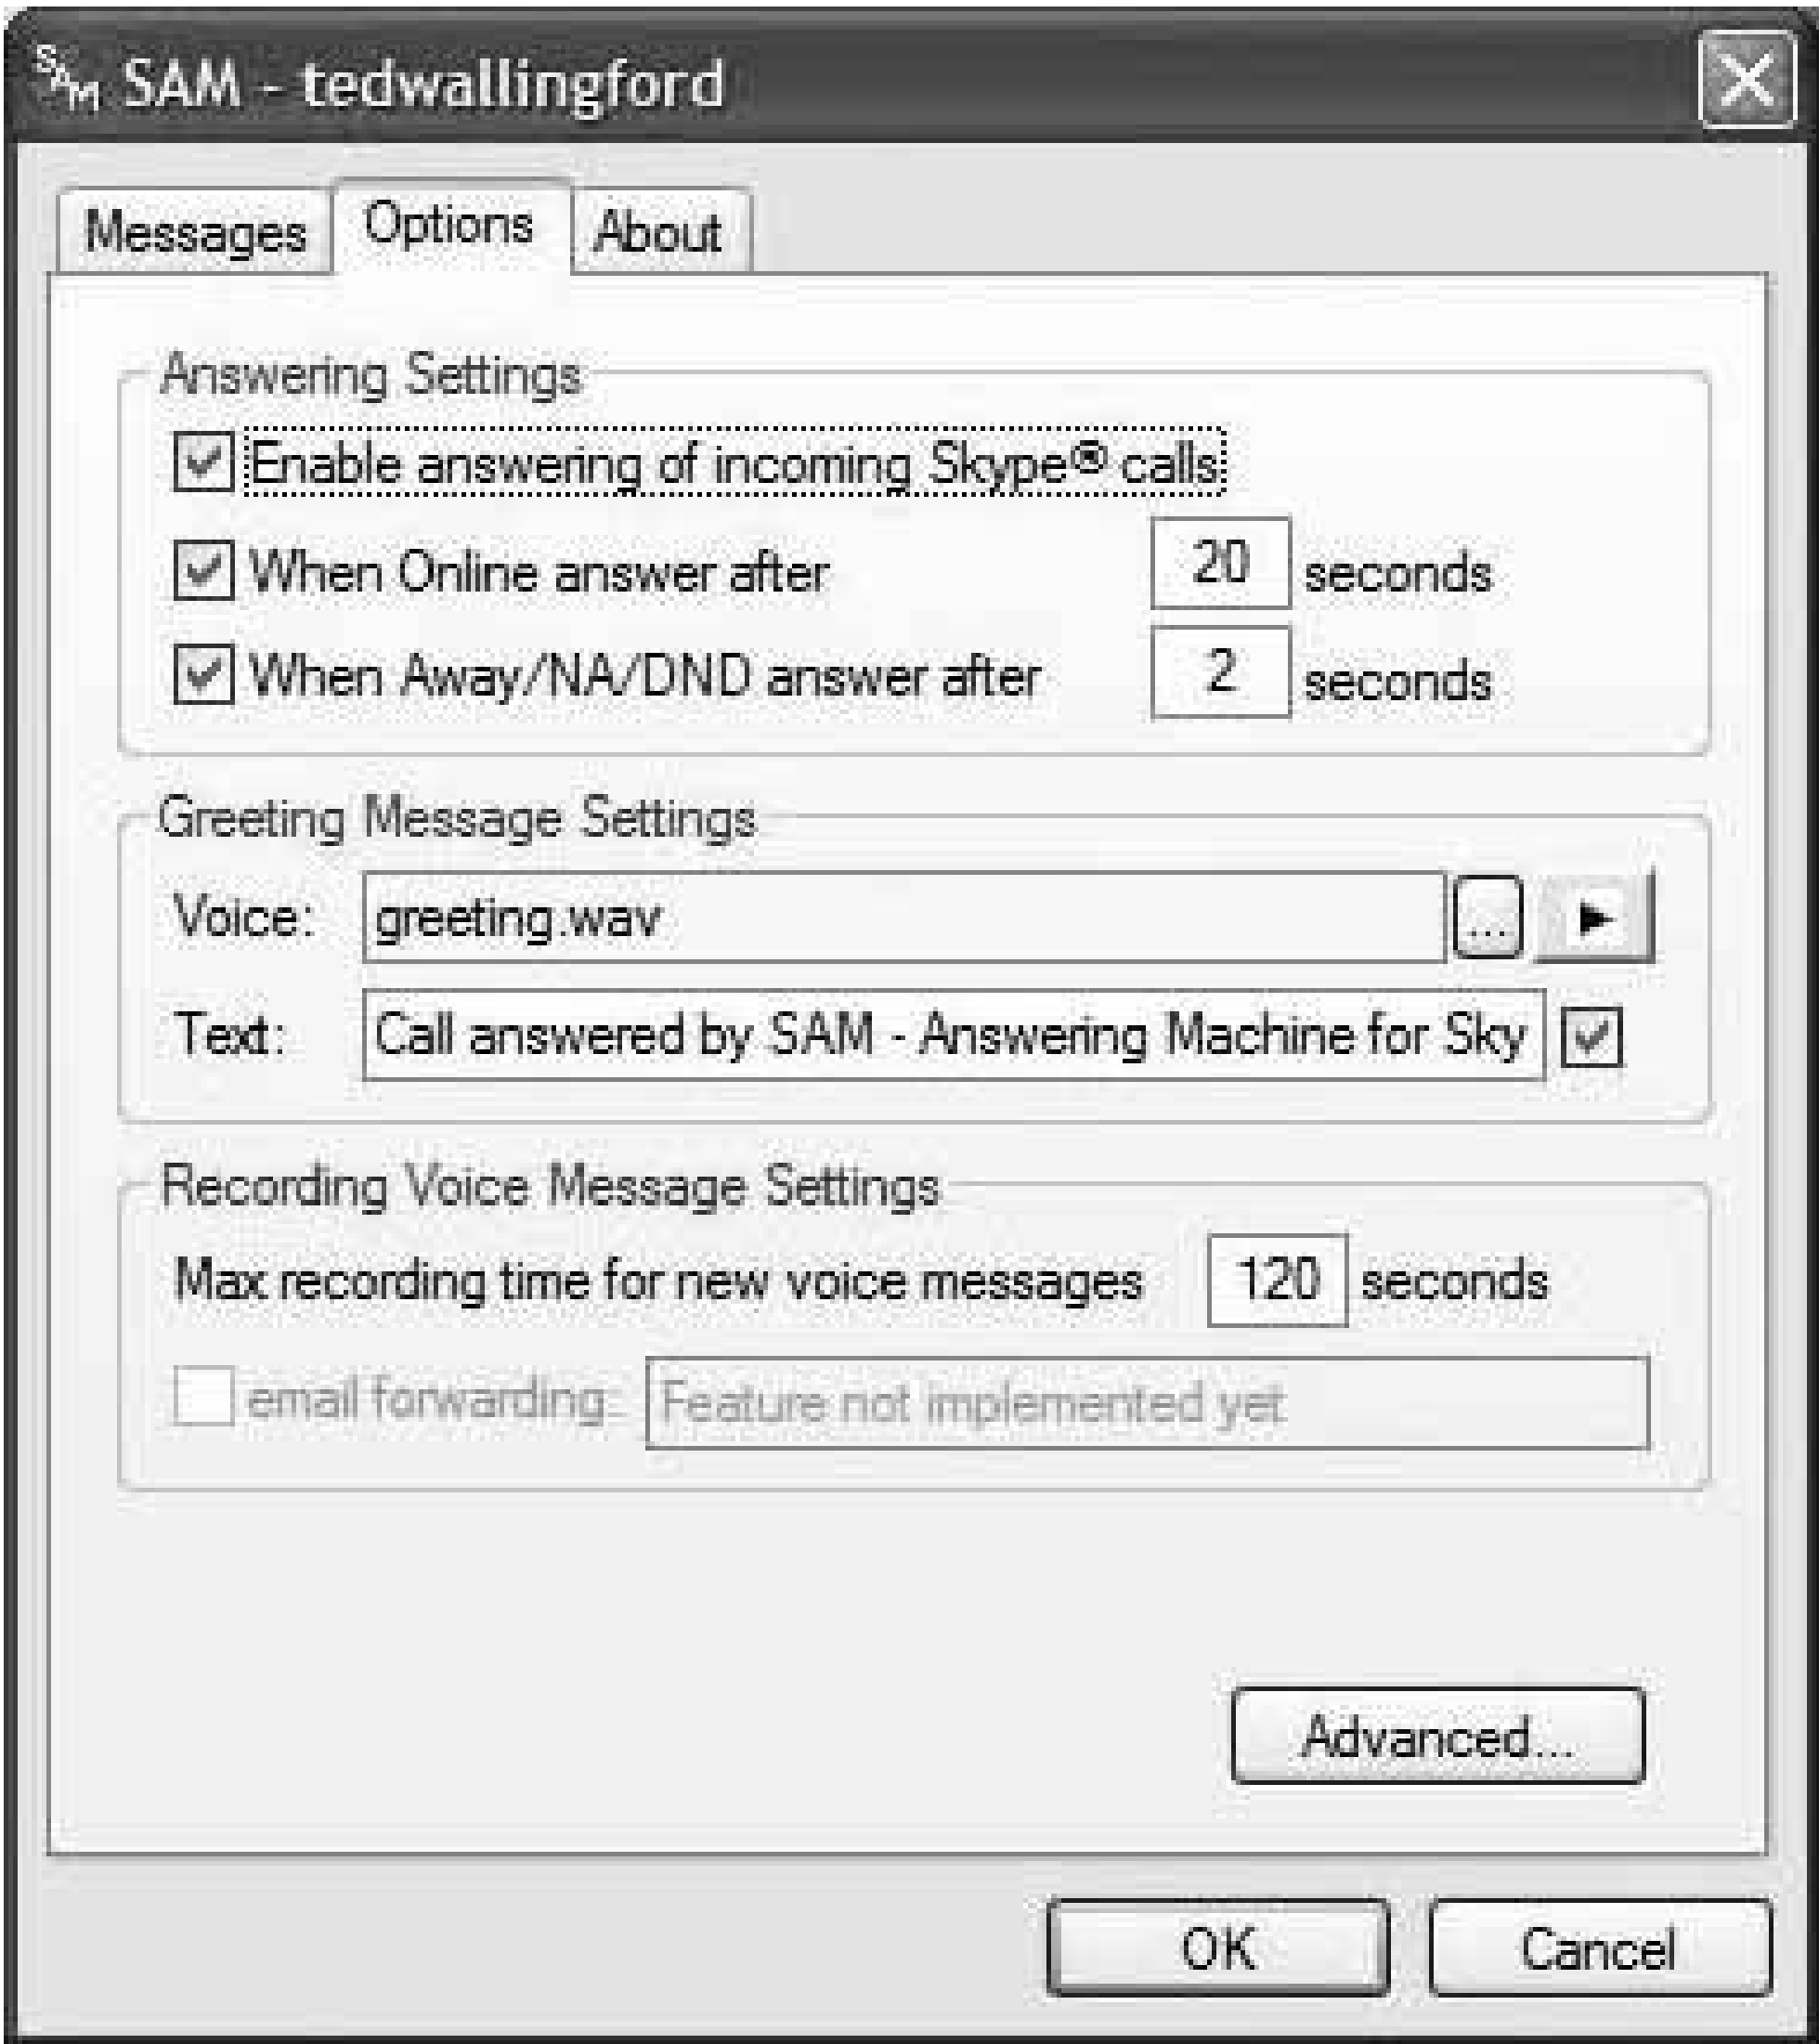 SAM SAM - tedwallingford
Messages Options About
Answering Settings
Enable answering of incoming Skype® calls
When Online answer after 20 seconds
When Away/NA/DND answer after 2 seconds
Greeting Message Settings
Voice: greeting.wav ...
Text: Call answered by SAM - Answering Machine for Sky
Recording Voice Message Settings
Max recording time for new voice messages 120 seconds
email forwarding: Feature not implemented yet
Advanced...
OK Cancel